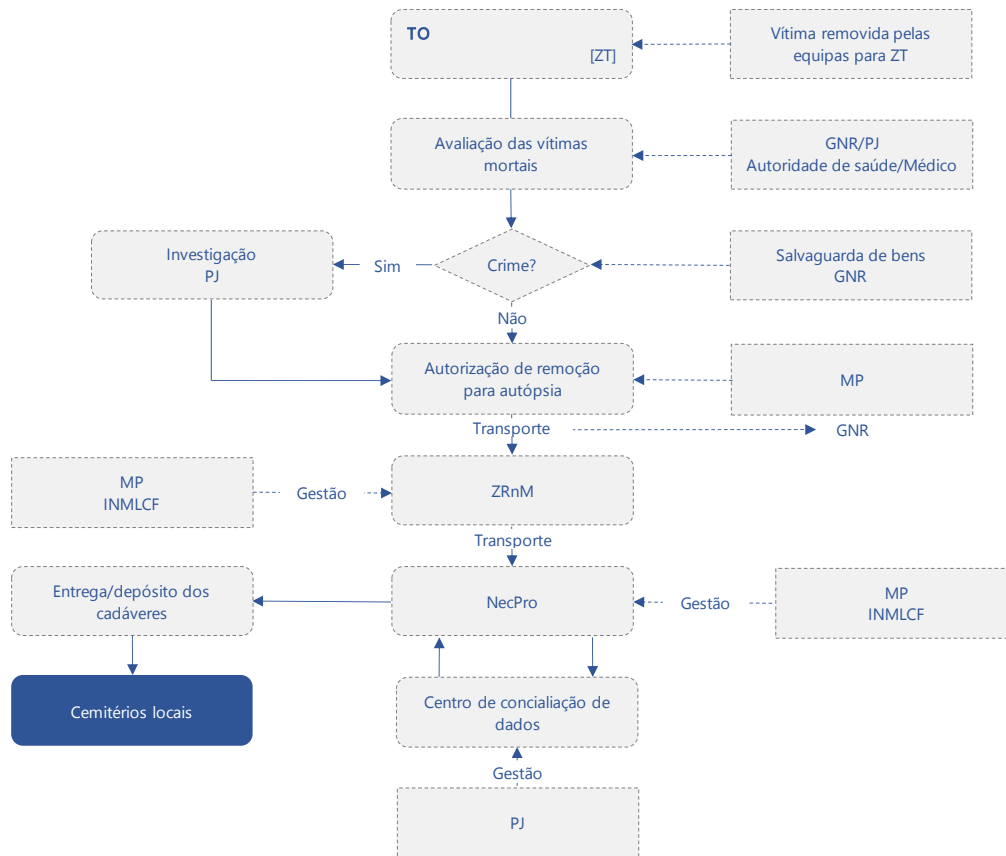 TO
[ZT]
Vítima removida pelas
equipas para ZT
Avaliação das vítimas
mortais
GNR/PJ
Autoridade de saúde/Médico
Investigação
PJ
Sim
Crime?
Salvaguarda de bens
GNR
Não
Autorização de remoção
para autópsia
MP
Transporte
GNR
MP
INMLCF
Gestão
ZRnM
Transporte
Entrega/depósito dos
cadáveres
NecPro
Gestão
MP
INMLCF
Cemitérios locais
Centro de concialiação de
dados
Gestão
PJ